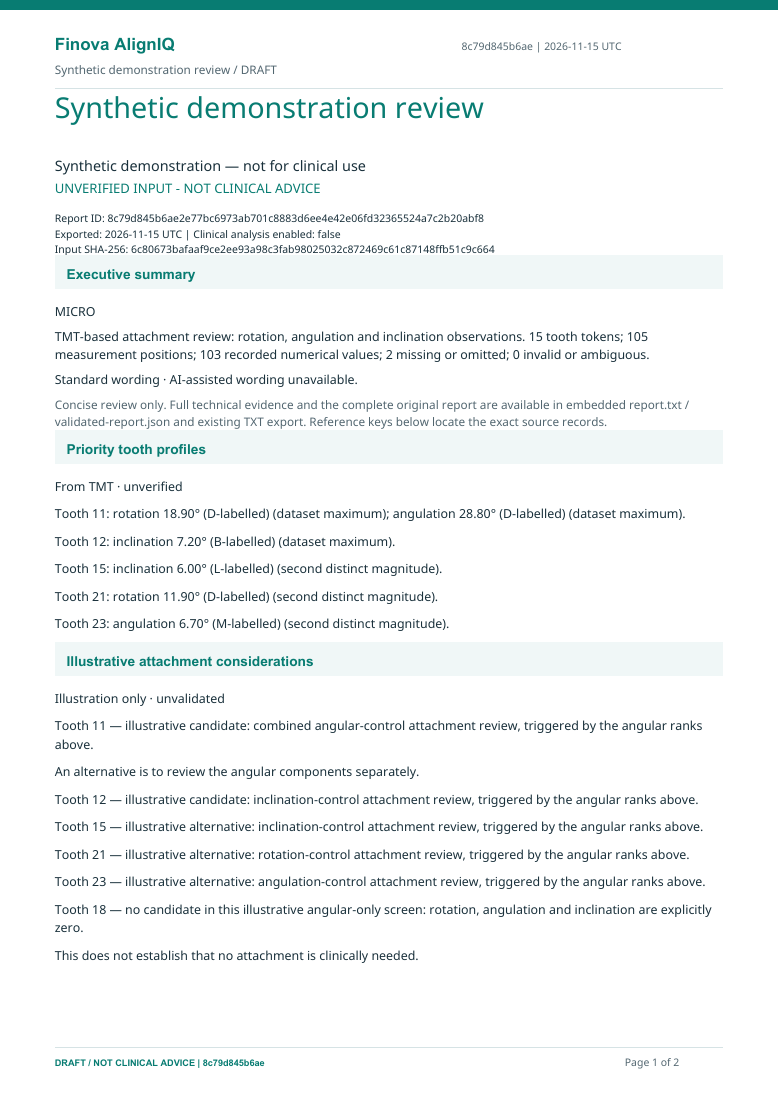 Finova AlignIQ
8c79d845b6ae | 2026-11-15 UTC
Synthetic demonstration review / DRAFT
Synthetic demonstration review
Synthetic demonstration — not for clinical use
UNVERIFIED INPUT - NOT CLINICAL ADVICE
Report ID: 8c79d845b6ae2e77bc6973ab701c8883d6ee4e42e06fd32365524a7c2b20abf8
Exported: 2026-11-15 UTC | Clinical analysis enabled: false
Input SHA-256: 6c80673bafaaf9ce2ee93a98c3fab98025032c872469c61c87148ffb51c9c664
Executive summary
MICRO
TMT-based attachment review: rotation, angulation and inclination observations. 15 tooth tokens; 105
measurement positions; 103 recorded numerical values; 2 missing or omitted; 0 invalid or ambiguous.
Standard wording · AI-assisted wording unavailable.
Concise review only. Full technical evidence and the complete original report are available in embedded report.txt /
validated-report.json and existing TXT export. Reference keys below locate the exact source records.
Priority tooth profiles
From TMT · unverified
Tooth 11: rotation 18.90° (D-labelled) (dataset maximum); angulation 28.80° (D-labelled) (dataset maximum).
Tooth 12: inclination 7.20° (B-labelled) (dataset maximum).
Tooth 15: inclination 6.00° (L-labelled) (second distinct magnitude).
Tooth 21: rotation 11.90° (D-labelled) (second distinct magnitude).
Tooth 23: angulation 6.70° (M-labelled) (second distinct magnitude).
Illustrative attachment considerations
Illustration only · unvalidated
Tooth 11 — illustrative candidate: combined angular-control attachment review, triggered by the angular ranks
above.
An alternative is to review the angular components separately.
Tooth 12 — illustrative candidate: inclination-control attachment review, triggered by the angular ranks above.
Tooth 15 — illustrative alternative: inclination-control attachment review, triggered by the angular ranks above.
Tooth 21 — illustrative alternative: rotation-control attachment review, triggered by the angular ranks above.
Tooth 23 — illustrative alternative: angulation-control attachment review, triggered by the angular ranks above.
Tooth 18 — no candidate in this illustrative angular-only screen: rotation, angulation and inclination are explicitly
zero.
This does not establish that no attachment is clinically needed.
DRAFT / NOT CLINICAL ADVICE | 8c79d845b6ae
Page 1 of 2